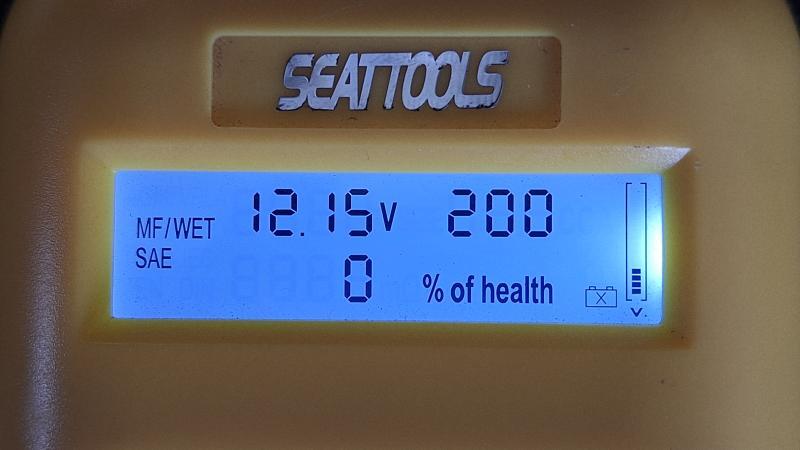 SEATTOOLS
MF/WET 12.15V 200
SAE
0 % of health
V